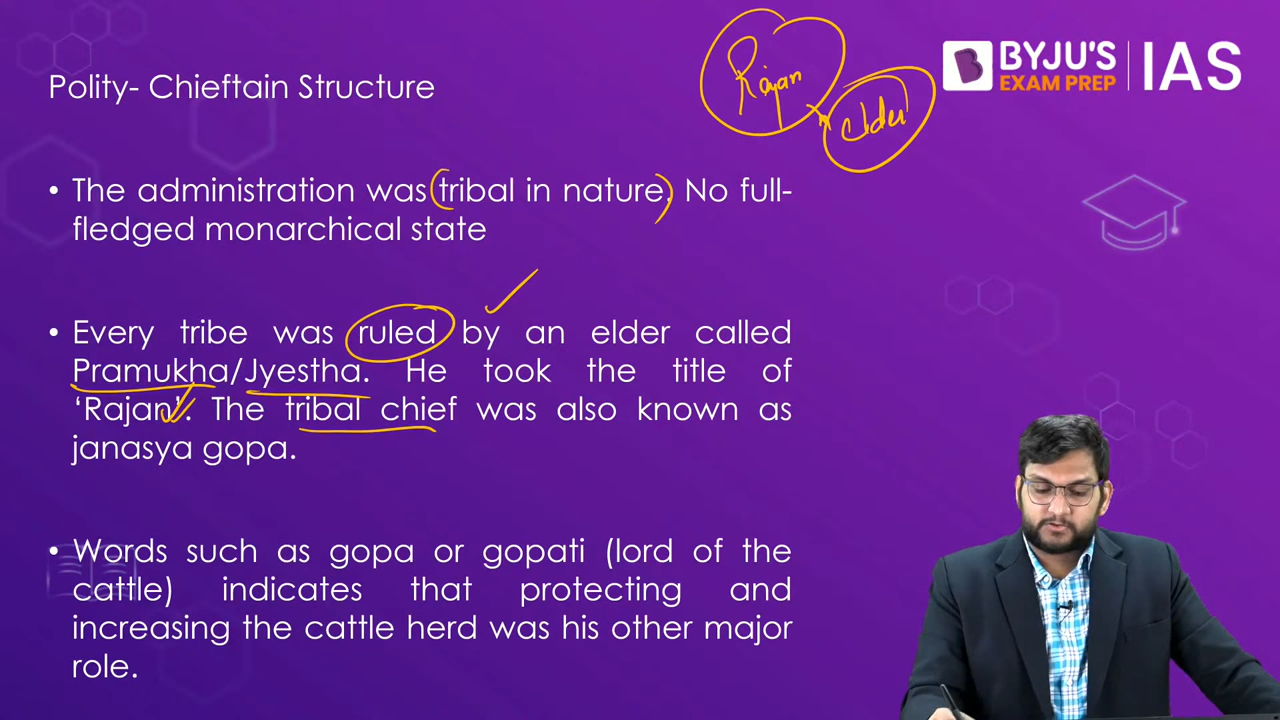 Rajan
elder
BYJU'S
EXAM PREP
IAS
Polity- Chieftain Structure
• The administration was (tribal in nature.) No full-
fledged monarchical state
• Every tribe was ruled by an elder called
Pramukha/Jyestha. He took the title of
‘Rajan’. The tribal chief was also known as
janasya gopa.
• Words such as gopa or gopati (lord of the
cattle) indicates that protecting and
increasing the cattle herd was his other major
role.